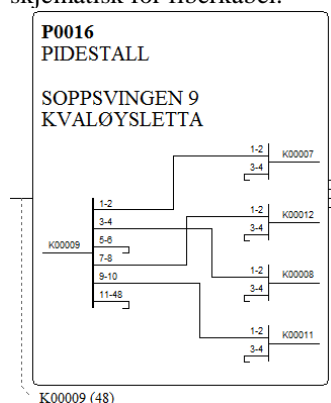 skjematisk for fiberkabel.
P0016
PIDESTALL
SOPPSVINGEN 9
KVALØYSLETTA
1-2
K00007
3-4
1-2
1-2
K00012
3-4
3-4
K00009
5-6
7-8
1-2
K00008
9-10
3-4
11-48
1-2
K00011
3-4
K00009 (48)